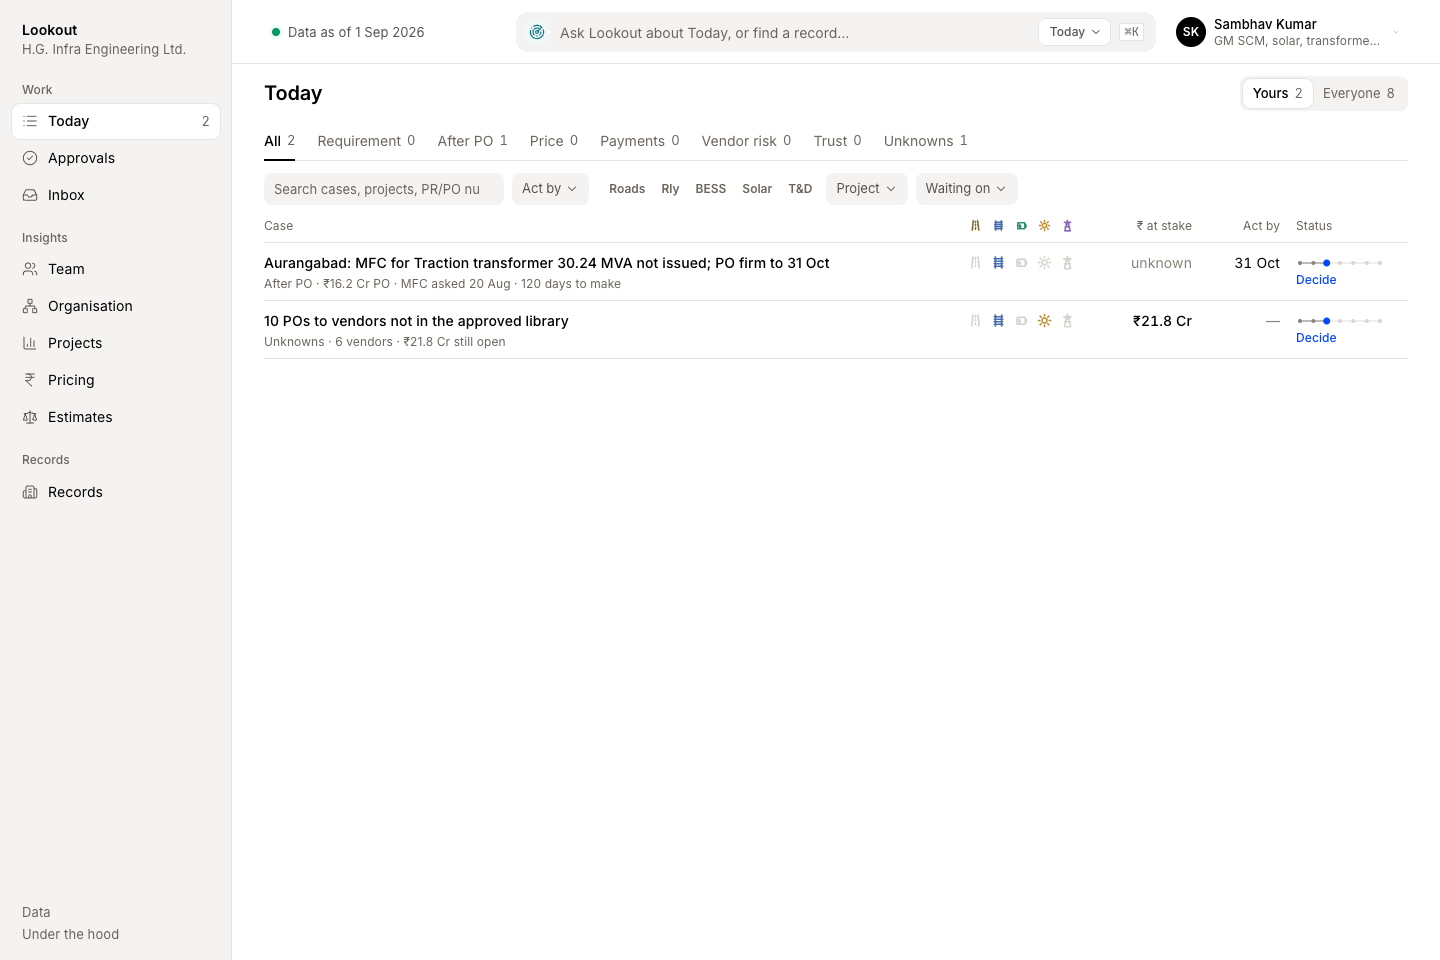 Lookout
H.G. Infra Engineering Ltd.
Work
Today 2
Approvals
Inbox
Insights
Team
Organisation
Projects
Pricing
Estimates
Records
Records
Data
Under the hood
Data as of 1 Sep 2026
Ask Lookout about Today, or find a record...
Today
⌘K
SK
Sambhav Kumar
GM SCM, solar, transforme...
Today
Yours 2 Everyone 8
All 2 Requirement 0 After PO 1 Price 0 Payments 0 Vendor risk 0 Trust 0 Unknowns 1
Search cases, projects, PR/PO nu
Act by Roads Rly BESS Solar T&D Project Waiting on
Case ₹ at stake Act by Status
Aurangabad: MFC for Traction transformer 30.24 MVA not issued; PO firm to 31 Oct unknown 31 Oct
After PO · ₹16.2 Cr PO · MFC asked 20 Aug · 120 days to make Decide
10 POs to vendors not in the approved library ₹21.8 Cr —
Unknowns · 6 vendors · ₹21.8 Cr still open Decide